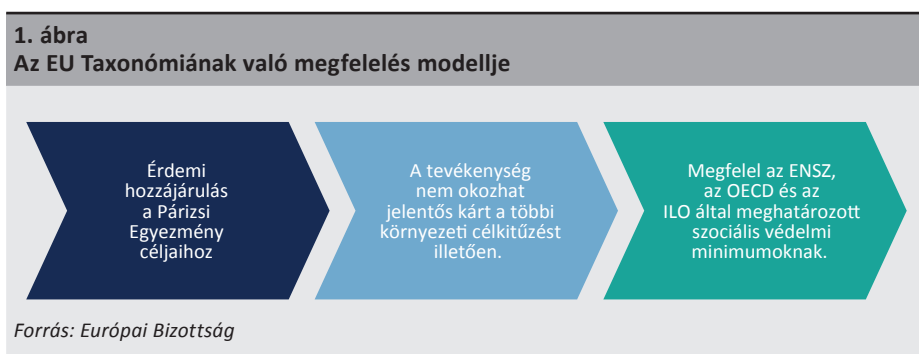 1. ábra
Az EU Taxonómiának való megfelelés modellje
Érdemi
hozzájárulás
a Párizsi
Egyezmény
céljaihoz
A tevékenység
nem okozhat
jelentős kárt a többi
környezeti célkitűzést
illetően.
Megfelel az ENSZ,
az OECD és az
ILO által meghatározott
szociális védelmi
minimumoknak.
Forrás: Európai Bizottság